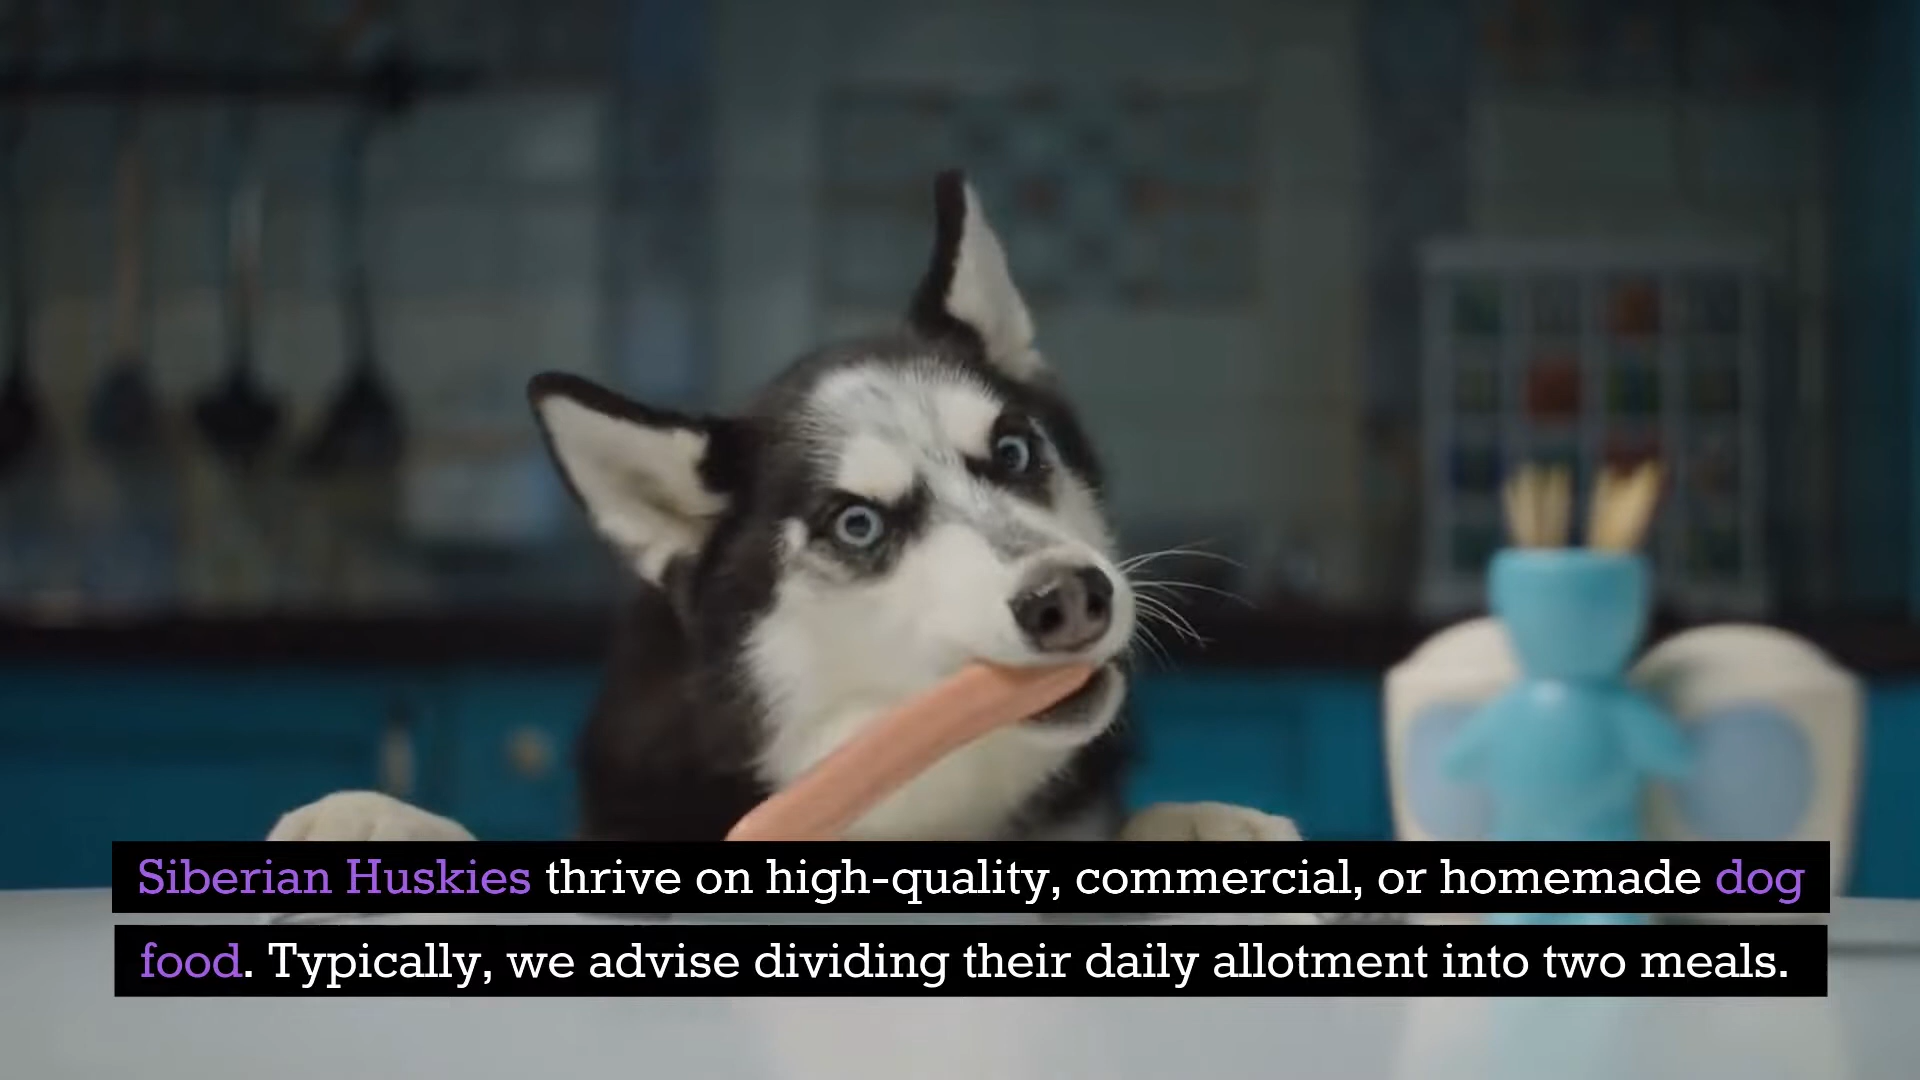 Siberian Huskies thrive on high-quality, commercial, or homemade dog
food. Typically, we advise dividing their daily allotment into two meals.